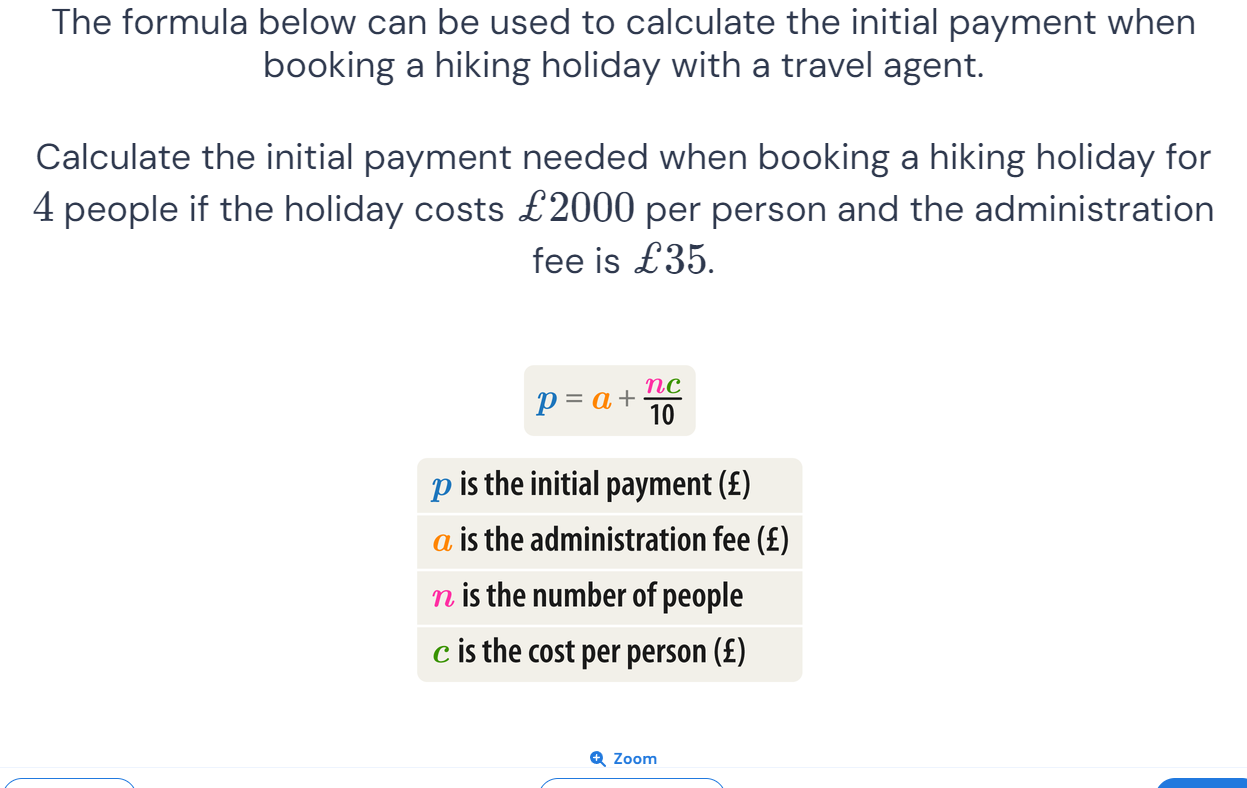 The formula below can be used to calculate the initial payment when
booking a hiking holiday with a travel agent.
Calculate the initial payment needed when booking a hiking holiday for
4 people if the holiday costs £2000 per person and the administration
fee is £35.
p = a + nc/10
p is the initial payment (£)
a is the administration fee (£)
n is the number of people
c is the cost per person (£)
Zoom